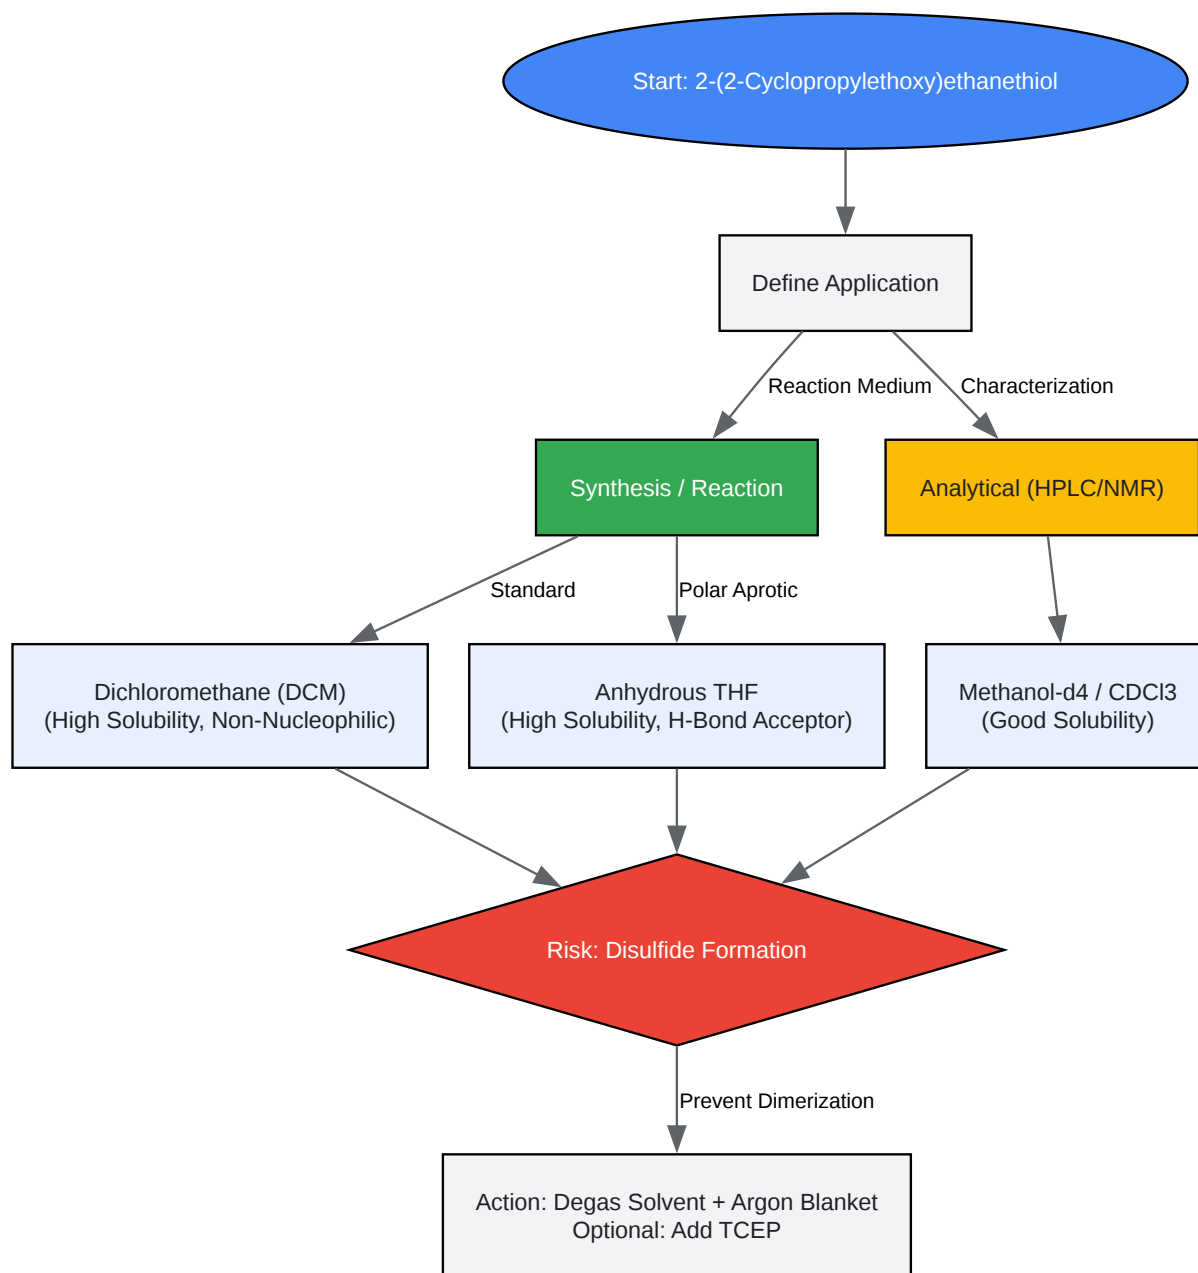 Start: 2-(2-Cyclopropylethoxy)ethanethiol
Define Application
Reaction Medium
Characterization
Synthesis / Reaction
Analytical (HPLC/NMR)
Standard
Polar Aprotic
Dichloromethane (DCM)
(High Solubility, Non-Nucleophilic)
Anhydrous THF
(High Solubility, H-Bond Acceptor)
Methanol-d4 / CDCl3
(Good Solubility)
Risk: Disulfide Formation
Prevent Dimerization
Action: Degas Solvent + Argon Blanket
Optional: Add TCEP